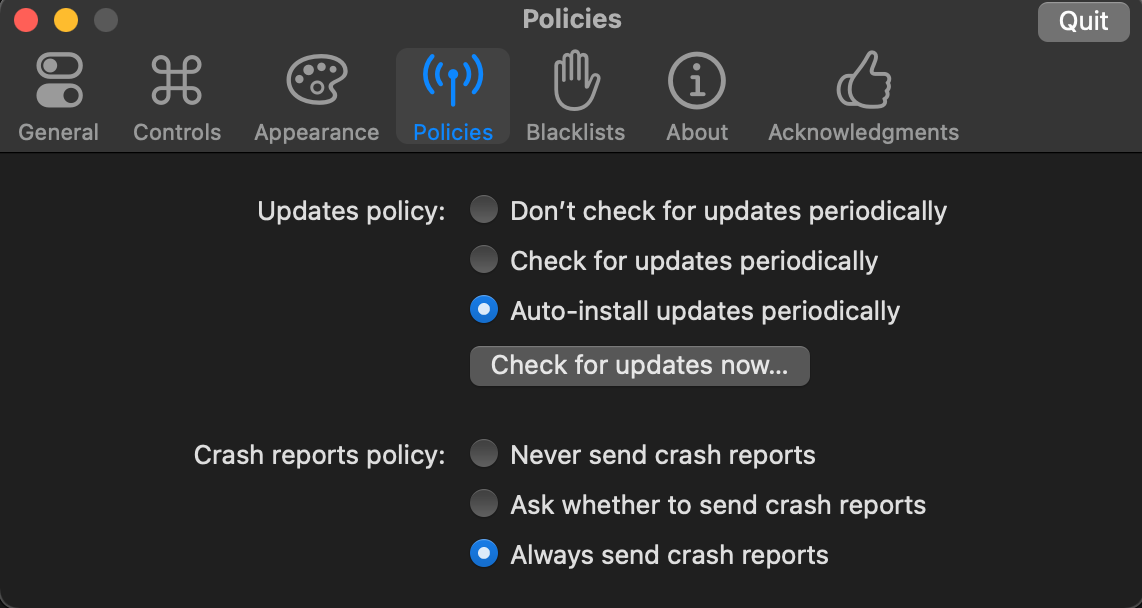 Policies
Quit
General Controls Appearance Policies Blacklists About Acknowledgments
Updates policy: Don’t check for updates periodically
Check for updates periodically
Auto-install updates periodically
Check for updates now...
Crash reports policy: Never send crash reports
Ask whether to send crash reports
Always send crash reports